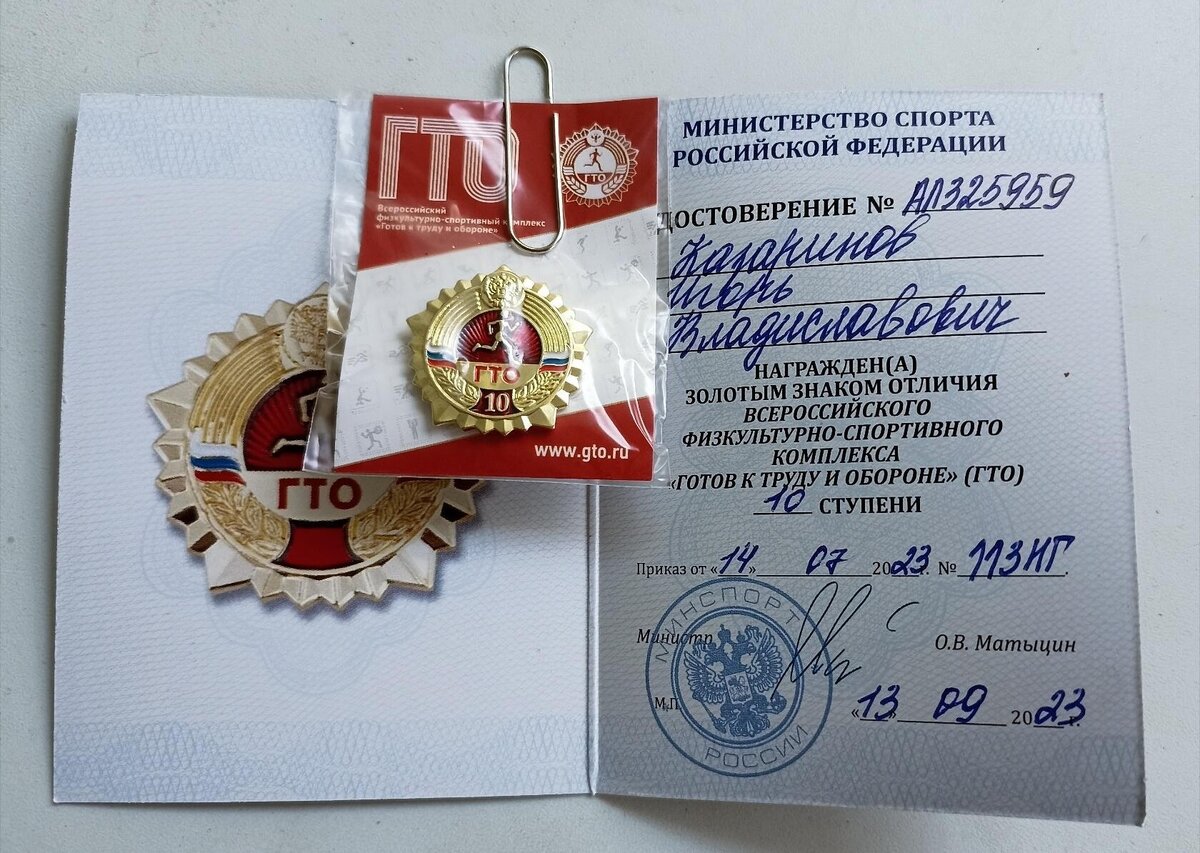 ГТО
Всероссийский
физкультурно-спортивный комплекс
«Готов к труду и обороне»
ГТО
ГТО
10
www.gto.ru
ГТО
МИНИСТЕРСТВО СПОРТА
РОССИЙСКОЙ ФЕДЕРАЦИИ
ДОСТОВЕРЕНИЕ № АЛ325959
Казаринов
Игорь
Владиславович
НАГРАЖДЕН(А)
ЗОЛОТЫМ ЗНАКОМ ОТЛИЧИЯ
ВСЕРОССИЙСКОГО
ФИЗКУЛЬТУРНО-СПОРТИВНОГО
КОМПЛЕКСА
«ГОТОВ К ТРУДУ И ОБОРОНЕ» (ГТО)
10 СТУПЕНИ
Приказ от «14» 07 2023 г. № 113НГ.
Министр
О.В. Матыцин
МИНСПОРТ
РОССИИ
М.П.
«13» 09 2023 г.